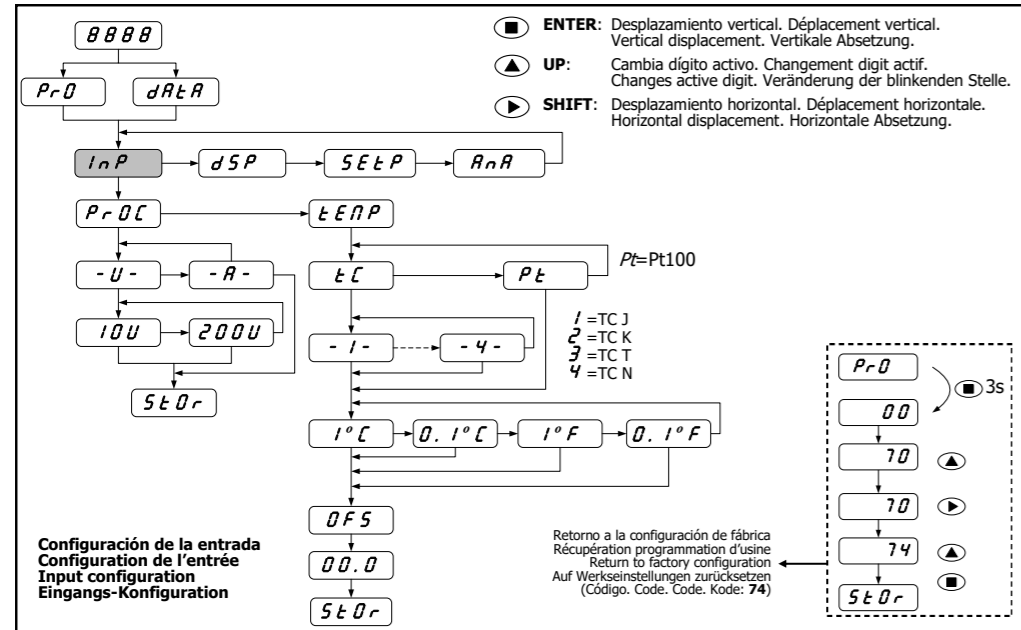 8888
ENTER: Desplazamiento vertical. Déplacement vertical.
Vertical displacement. Vertikale Absetzung.
UP: Cambia dígito activo. Changement digit actif.
Changes active digit. Veränderung der blinkenden Stelle.
SHIFT: Desplazamiento horizontal. Déplacement horizontale.
Horizontal displacement. Horizontale Absetzung.
Pr0
dAtA
InP
dSP
SEtP
AnA
Pr0C
tEMP
- U -
- A -
tC
Pt
Pt=Pt100
10U
200U
- 1 -
- 4 -
1 =TC J
2 =TC K
3 =TC T
4 =TC N
St0r
1°C
0.1°C
1°F
0.1°F
0FS
00.0
St0r
Configuración de la entrada
Configuration de l'entrée
Input configuration
Eingangs-Konfiguration
Pr0
3s
00
70
70
74
St0r
Retorno a la configuración de fábrica
Récupération programmation d'usine
Return to factory configuration
Auf Werkseinstellungen zurücksetzen
(Código. Code. Code. Kode: 74)